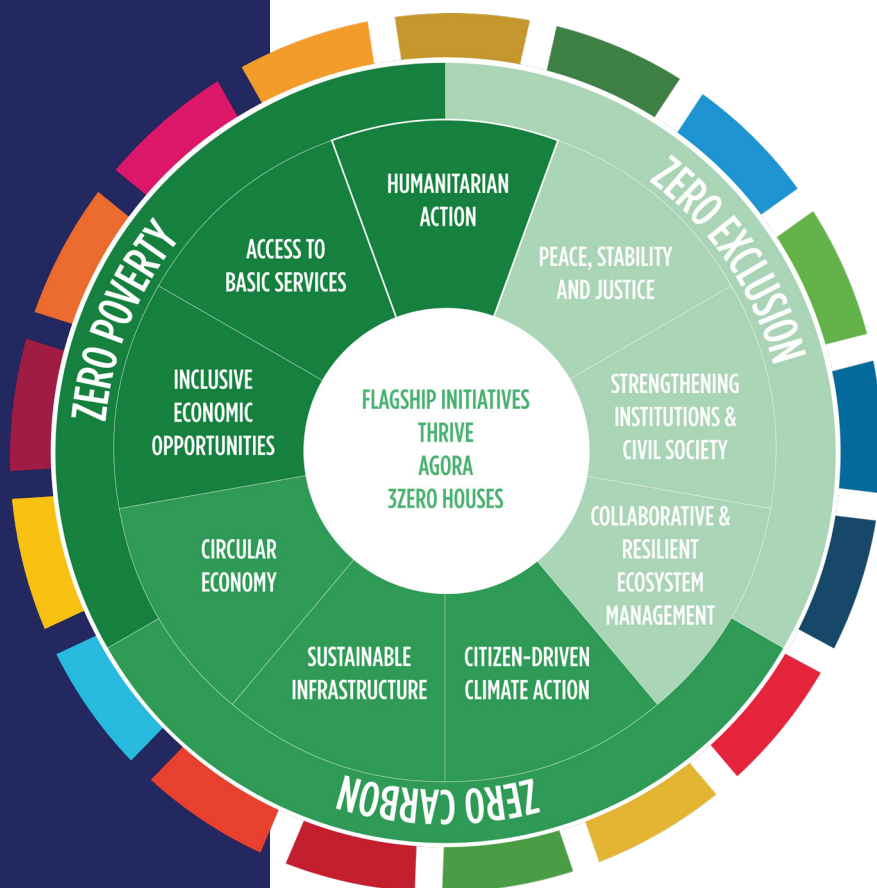 ZERO POVERTY
ZERO EXCLUSION
ZERO CARBON
HUMANITARIAN
ACTION
PEACE, STABILITY
AND JUSTICE
STRENGTHENING
INSTITUTIONS &
CIVIL SOCIETY
COLLABORATIVE &
RESILIENT
ECOSYSTEM
MANAGEMENT
CITIZEN-DRIVEN
CLIMATE ACTION
SUSTAINABLE
INFRASTRUCTURE
CIRCULAR
ECONOMY
INCLUSIVE
ECONOMIC
OPPORTUNITIES
ACCESS TO
BASIC SERVICES
FLAGSHIP INITIATIVES
THRIVE
AGORA
3ZERO HOUSES